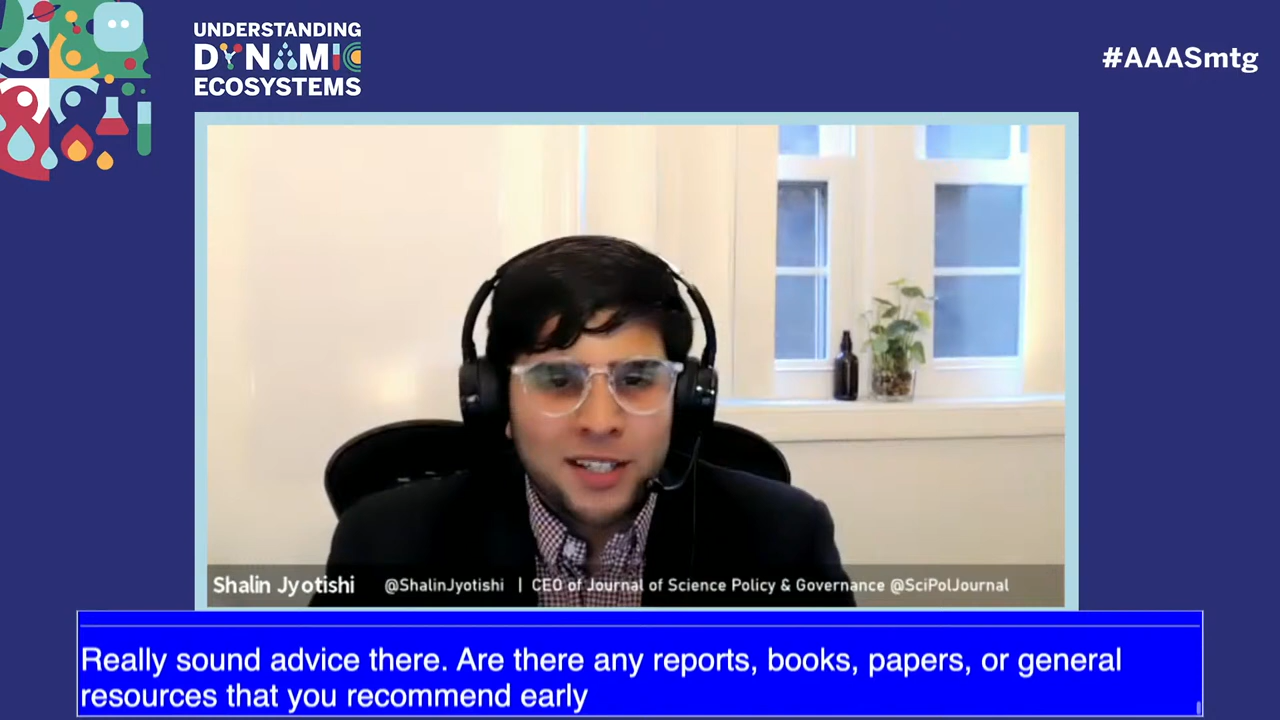 UNDERSTANDING
DYNAMIC
ECOSYSTEMS
#AAASmtg
Shalin Jyotishi @ShalinJyotishi | CEO of Journal of Science Policy & Governance @SciPolJournal
Really sound advice there. Are there any reports, books, papers, or general
resources that you recommend early